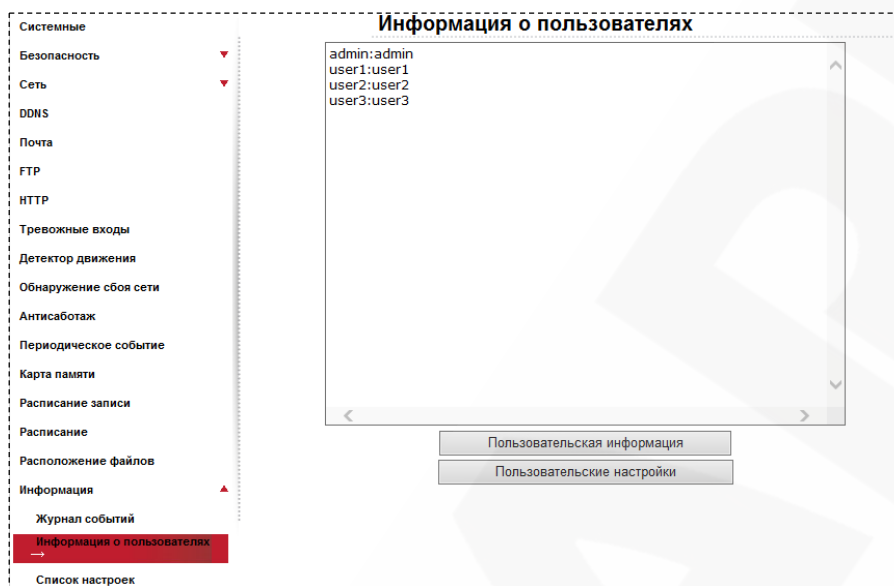 Информация о пользователях
Системные
Безопасность
Сеть
DDNS
Почта
FTP
HTTP
Тревожные входы
Детектор движения
Обнаружение сбоя сети
Антисаботаж
Периодическое событие
Карта памяти
Расписание записи
Расписание
Расположение файлов
Информация
Журнал событий
Информация о пользователях
→
Список настроек
admin:admin
user1:user1
user2:user2
user3:user3
Пользовательская информация
Пользовательские настройки